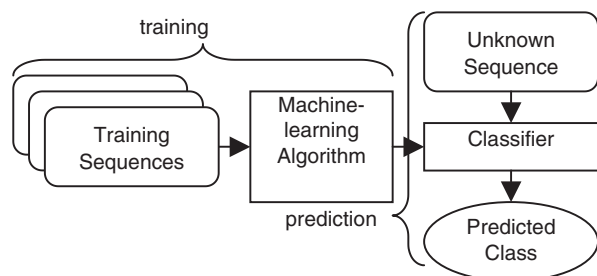 training
Training
Sequences
Machine-
learning
Algorithm
prediction
Unknown
Sequence
Classifier
Predicted
Class